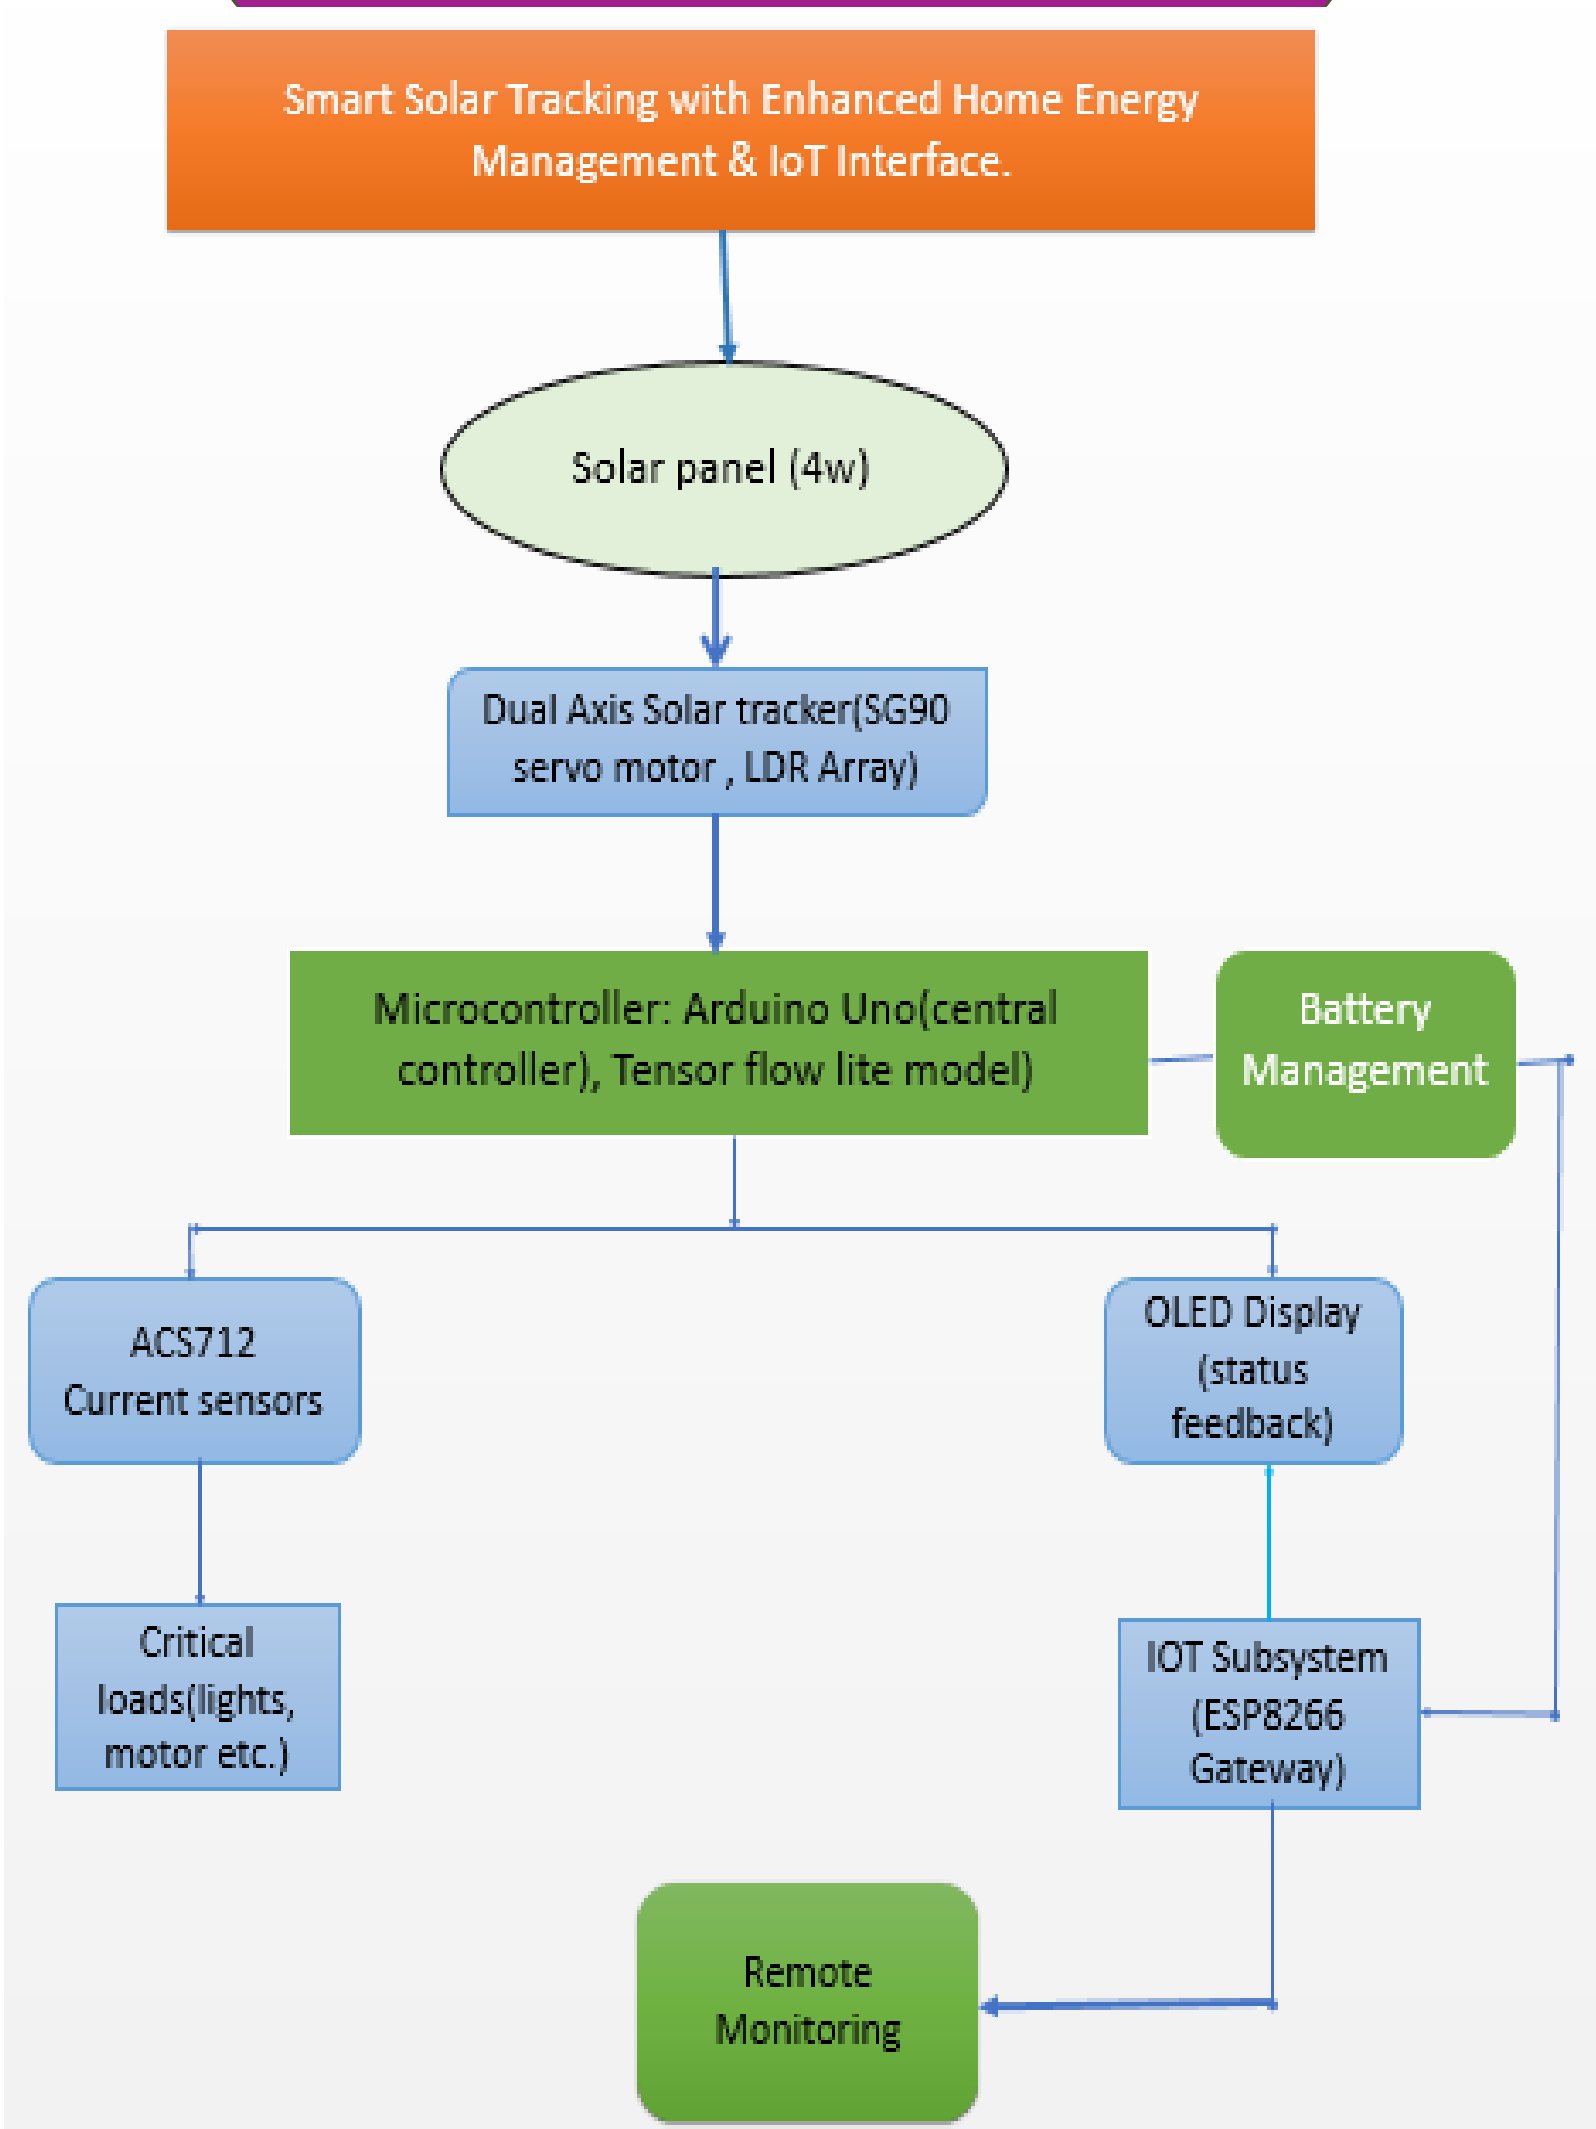 Smart Solar Tracking with Enhanced Home Energy
Management & IoT Interface.
Solar panel (4w)
Dual Axis Solar tracker(SG90
servo motor , LDR Array)
Microcontroller: Arduino Uno(central
controller), Tensor flow lite model)
Battery
Management
ACS712
Current sensors
OLED Display
(status
feedback)
Critical
loads(lights,
motor etc.)
IOT Subsystem
(ESP8266
Gateway)
Remote
Monitoring